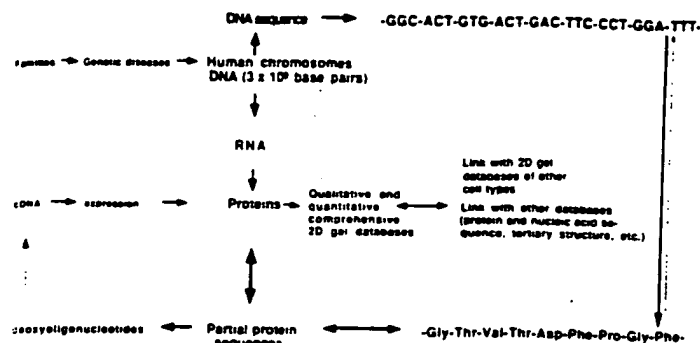 DNA sequence
-GGC-ACT-GTG-ACT-GAC-TTC-CCT-GGA-TTT-
Genetic diseases
Human chromosomes
DNA (3 x 10⁹ base pairs)
RNA
cDNA
expression
Proteins
Qualitative and
quantitative
comprehensive
2D gel databases
Link with 2D gel
databases of other
cell types
Link with other databases
(protein and nucleic acid se-
quence, tertiary structure, etc.)
deoxyoligonucleotides
Partial protein
sequences
-Gly-Thr-Val-Thr-Asp-Phe-Pro-Gly-Phe-